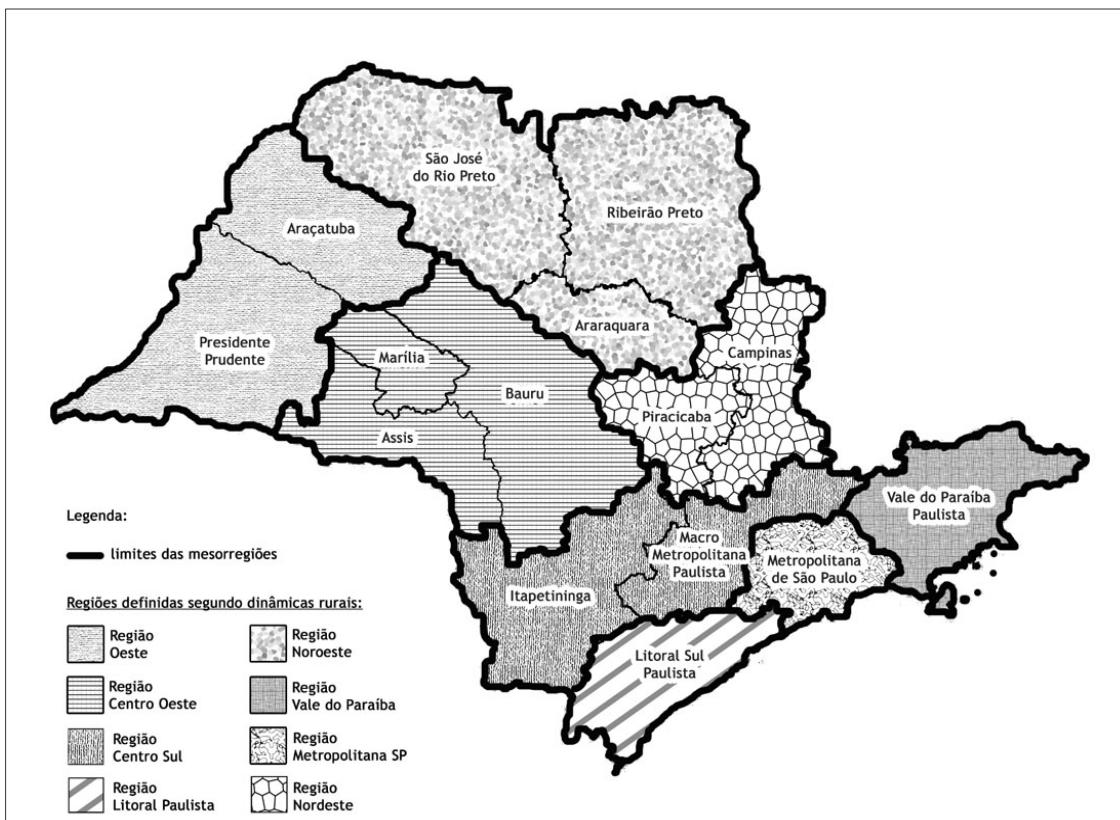 São José
do Rio Preto
Ribeirão Preto
Araçatuba
Araraquara
Presidente
Prudente
Marília
Campinas
Bauru
Piracicaba
Assis
Vale do Paraíba
Paulista
Macro
Metropolitana
Paulista
Metropolitana
de São Paulo
Itapetininga
Litoral Sul
Paulista
Legenda:
limites das mesorregiões
Regiões definidas segundo dinâmicas rurais:
Região
Oeste
Região
Noroeste
Região
Centro Oeste
Região
Vale do Paraíba
Região
Centro Sul
Região
Metropolitana SP
Região
Litoral Paulista
Região
Nordeste